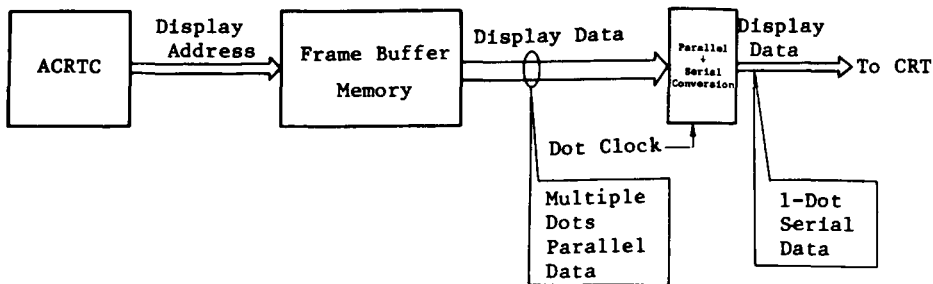 ACRTC
Display
Address
Frame Buffer
Memory
Display Data
Parallel
↓
Serial
Conversion
Display
Data
To CRT
Dot Clock
Multiple
Dots
Parallel
Data
1-Dot
Serial
Data